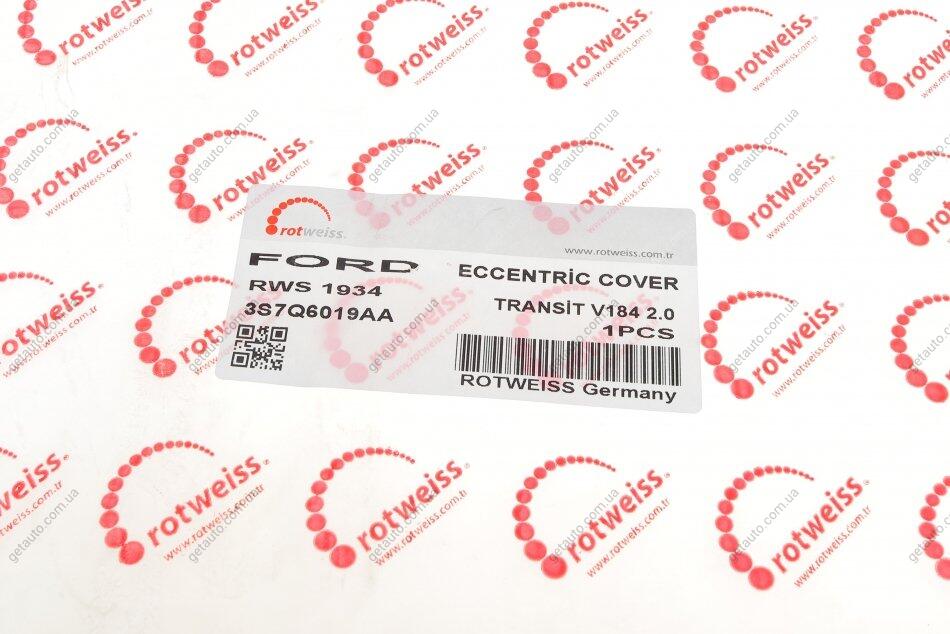 rotweiss.
www.rotweiss.com.tr
FORD
ECCENTRİC COVER
RWS 1934
TRANSİT V184 2.0
3S7Q6019AA
1PCS
ROTWEISS Germany
rotweiss.
www.rotweiss.com.tr
getauto.com.ua